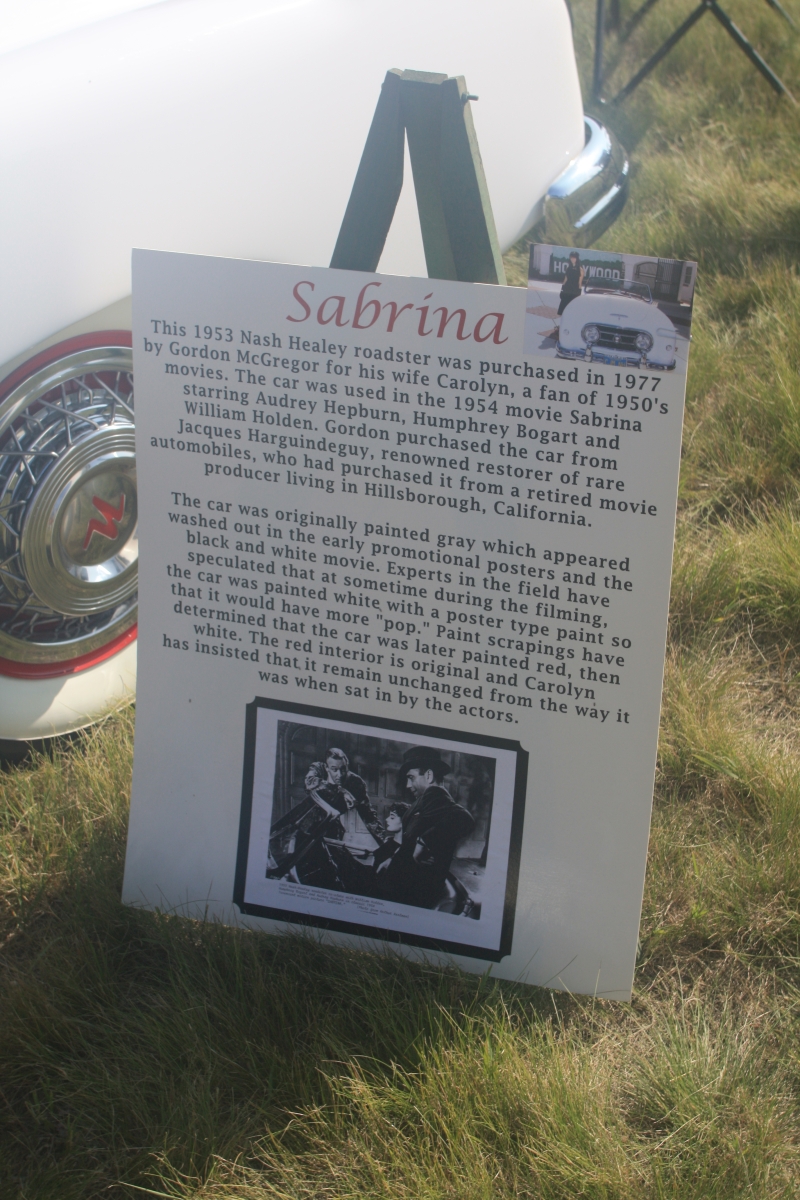 Sabrina
HOLLYWOOD
This 1953 Nash Healey roadster was purchased in 1977
by Gordon McGregor for his wife Carolyn, a fan of 1950's
movies. The car was used in the 1954 movie Sabrina
starring Audrey Hepburn, Humphrey Bogart and
William Holden. Gordon purchased the car from
Jacques Harguindeguy, renowned restorer of rare
automobiles, who had purchased it from a retired movie
producer living in Hillsborough, California.
The car was originally painted gray which appeared
washed out in the early promotional posters and the
black and white movie. Experts in the field have
speculated that at sometime during the filming,
the car was painted white with a poster type paint so
that it would have more "pop." Paint scrapings have
determined that the car was later painted red, then
white. The red interior is original and Carolyn
has insisted that it remain unchanged from the way it
was when sat in by the actors.